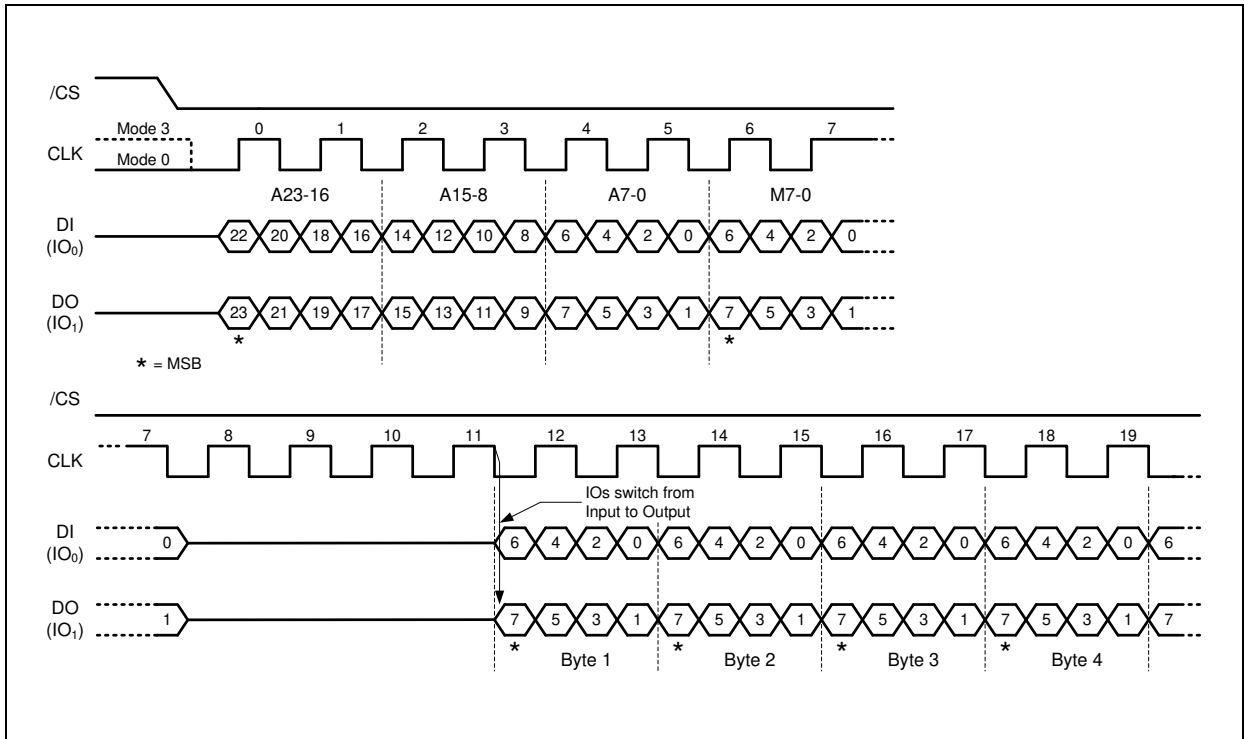 /CS
Mode 3 0 1 2 3 4 5 6 7
CLK
Mode 0
A23-16 A15-8 A7-0 M7-0
DI
(IO₀)
22 20 18 16 14 12 10 8 6 4 2 0 6 4 2 0
DO
(IO₁)
23 21 19 17 15 13 11 9 7 5 3 1 7 5 3 1
* *
* = MSB
/CS
7 8 9 10 11 12 13 14 15 16 17 18 19
CLK
IOs switch from
Input to Output
DI
(IO₀)
0 6 4 2 0 6 4 2 0 6 4 2 0 6 4 2 0 6
DO
(IO₁)
1 7 5 3 1 7 5 3 1 7 5 3 1 7 5 3 1 7
* * * *
Byte 1 Byte 2 Byte 3 Byte 4